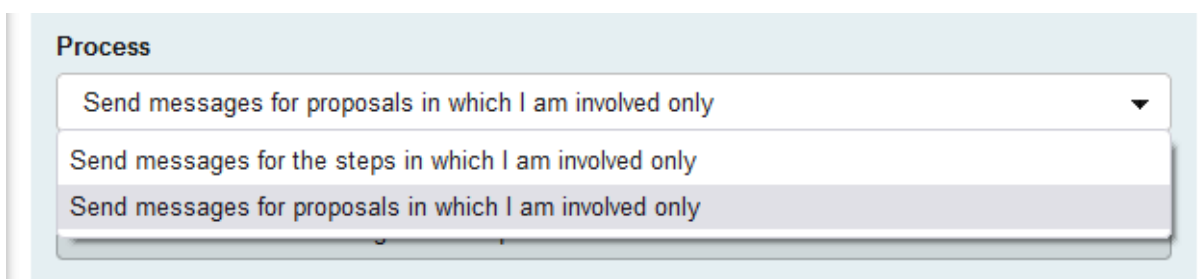 Process
Send messages for proposals in which I am involved only
Send messages for the steps in which I am involved only
Send messages for proposals in which I am involved only